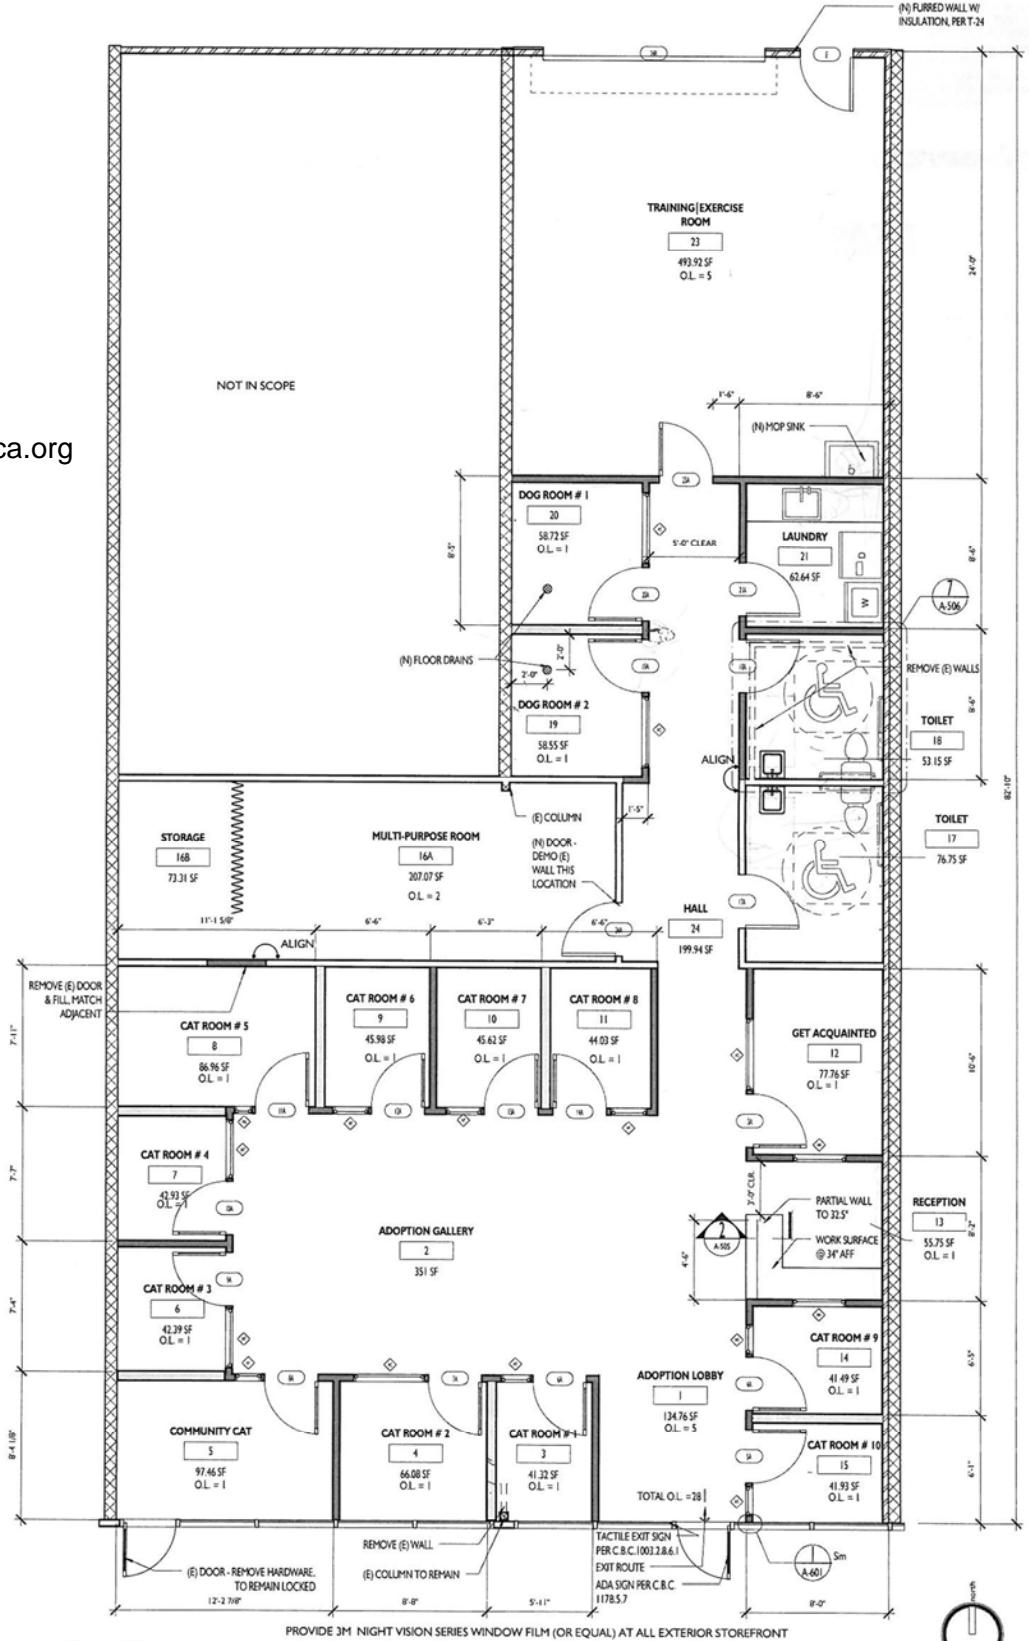 (N) FURRED WALL W/
INSULATION, PER T-24
TRAINING|EXERCISE
ROOM
23
493.92 SF
O.L. = 5
24'-0"
NOT IN SCOPE
ca.org
1'-6"
8'-6"
(N) MOP SINK
DOG ROOM # 1
20
58.72 SF
O.L. = 1
8'-5"
5'-0" CLEAR
LAUNDRY
21
62.64 SF
D
W
8'-6"
7
A-506
(N) FLOOR DRAINS
2'-0"
2'-0"
DOG ROOM # 2
19
58.55 SF
O.L. = 1
REMOVE (E) WALLS
8'-6"
TOILET
18
53.15 SF
ALIGN
82'-10"
1'-5"
(E) COLUMN
STORAGE
16B
73.31 SF
MULTI-PURPOSE ROOM
16A
207.07 SF
O.L. = 2
(N) DOOR -
DEMO (E)
WALL THIS
LOCATION
TOILET
17
76.75 SF
HALL
24
199.94 SF
11'-1 5/8"
6'-6"
6'-3"
6'-6"
ALIGN
REMOVE (E) DOOR
& FILL, MATCH
ADJACENT
7'-11"
CAT ROOM # 5
8
86.96 SF
O.L. = 1
CAT ROOM # 6
9
45.98 SF
O.L. = 1
CAT ROOM # 7
10
45.62 SF
O.L. = 1
CAT ROOM # 8
11
44.03 SF
O.L. = 1
GET ACQUAINTED
12
77.76 SF
O.L. = 1
10'-6"
CAT ROOM # 4
7
42.93 SF
O.L. = 1
7'-7"
3'-0" CLR.
PARTIAL WALL
TO 32.5"
WORK SURFACE
@ 34" AFF
RECEPTION
13
55.75 SF
O.L. = 1
8'-2"
2
A-505
4'-6"
ADOPTION GALLERY
2
351 SF
CAT ROOM # 3
6
42.39 SF
O.L. = 1
7'-4"
CAT ROOM # 9
14
41.49 SF
O.L. = 1
6'-5"
ADOPTION LOBBY
1
134.76 SF
O.L. = 5
COMMUNITY CAT
5
97.46 SF
O.L. = 1
8'-4 1/8"
CAT ROOM # 2
4
66.08 SF
O.L. = 1
CAT ROOM # 1
3
41.32 SF
O.L. = 1
CAT ROOM # 10
15
41.93 SF
O.L. = 1
6'-1"
TOTAL O.L. = 28
REMOVE (E) WALL
(E) COLUMN TO REMAIN
TACTILE EXIT SIGN
PER C.B.C. 1003.2.8.6.1
EXIT ROUTE
ADA SIGN PER C.B.C.
1178.5.7
(E) DOOR - REMOVE HARDWARE,
TO REMAIN LOCKED
1
A-601
Sm
12'-2 7/8"
8'-8"
5'-11"
8'-0"
PROVIDE 3M NIGHT VISION SERIES WINDOW FILM (OR EQUAL) AT ALL EXTERIOR STOREFRONT
north